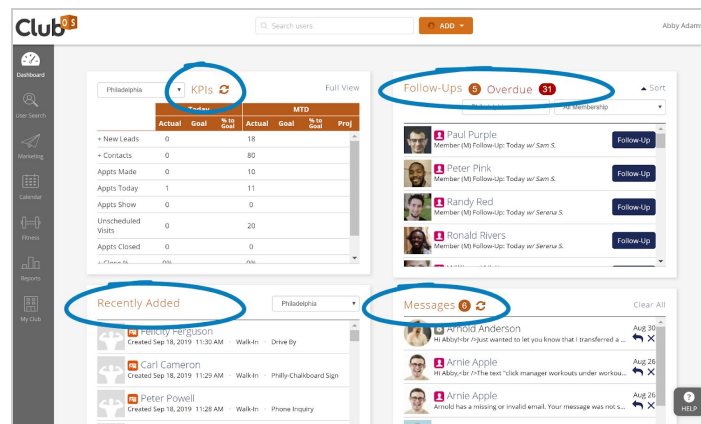 Club OS
Search users
ADD
Abby Adams
Dashboard
User Search
Marketing
Calendar
Fitness
Reports
My Club
Philadelphia
KPIs
Full View
Today MTD
Actual Goal % to Goal Actual Goal % to Goal Proj
+ New Leads 0 18
+ Contacts 0 80
Appts Made 0 10
Appts Today 1 11
Appts Show 0 0
Unscheduled Visits 0 20
Appts Closed 0 0
+ Close % 0% 0%
Follow-Ups 5 Overdue 31
Sort
All Membership
Paul Purple
Member (M) Follow-Up: Today w/ Sam S.
Follow-Up
Peter Pink
Member (M) Follow-Up: Today w/ Sam S.
Follow-Up
Randy Red
Member (M) Follow-Up: Today w/ Serena S.
Follow-Up
Ronald Rivers
Member (M) Follow-Up: Today w/ Serena S.
Follow-Up
Recently Added
Philadelphia
Felicity Ferguson
Created Sep 18, 2019 11:30 AM · Walk-In · Drive By
Carl Cameron
Created Sep 18, 2019 11:29 AM · Walk-In · Philly-Chalkboard Sign
Peter Powell
Created Sep 18, 2019 11:28 AM · Walk-In · Phone Inquiry
Messages 6
Clear All
Arnold Anderson Aug 30
Hi Abby!<br />Just wanted to let you know that I transferred a ...
Arnie Apple Aug 26
Hi Abby,<br />The text "click manager workouts under workou...
Arnie Apple Aug 26
Arnold has a missing or invalid email. Your message was not s...
HELP